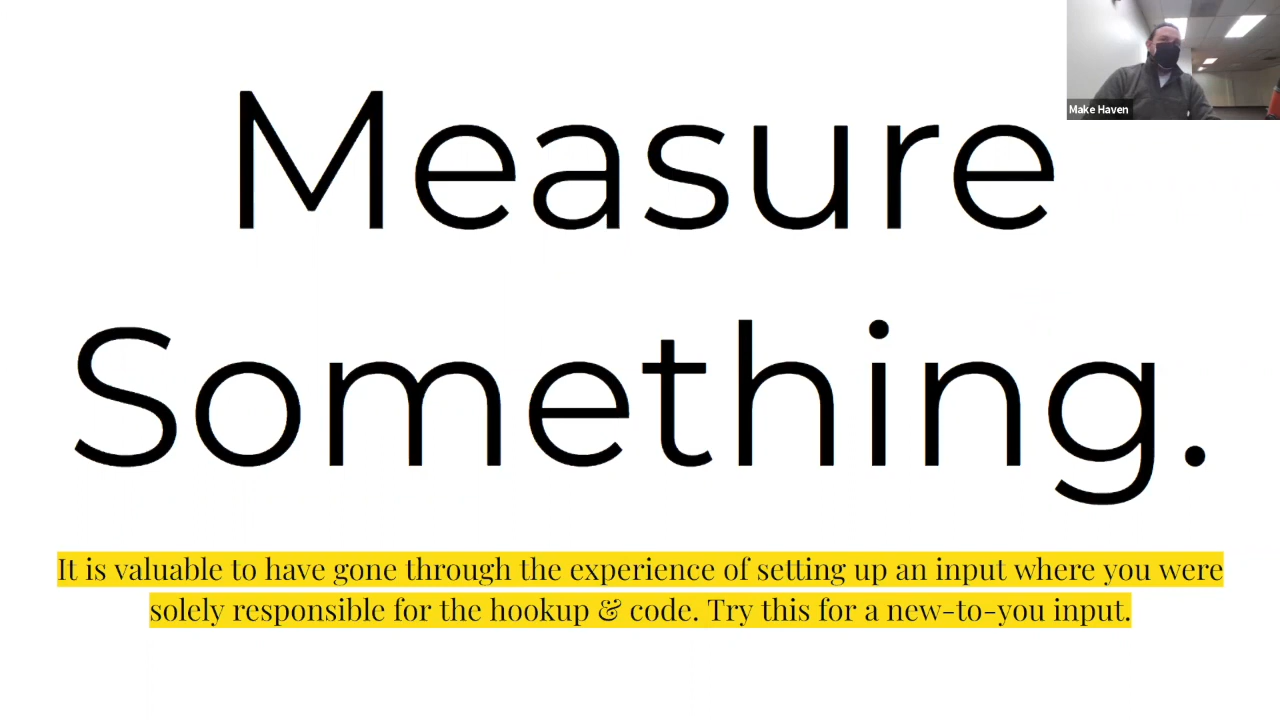 Measure
Something.
It is valuable to have gone through the experience of setting up an input where you were
solely responsible for the hookup & code. Try this for a new-to-you input.
Make Haven